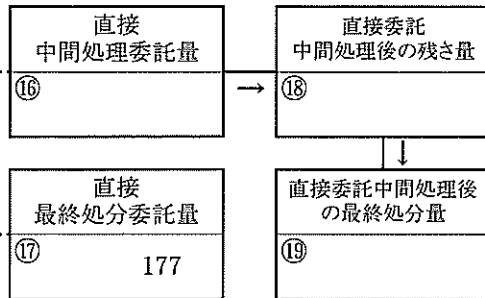 直接
中間処理委託量
⑯
→
直接委託
中間処理後の残さ量
⑱
↓
直接
最終処分委託量
⑰
177
直接委託中間処理後
の最終処分量
⑲